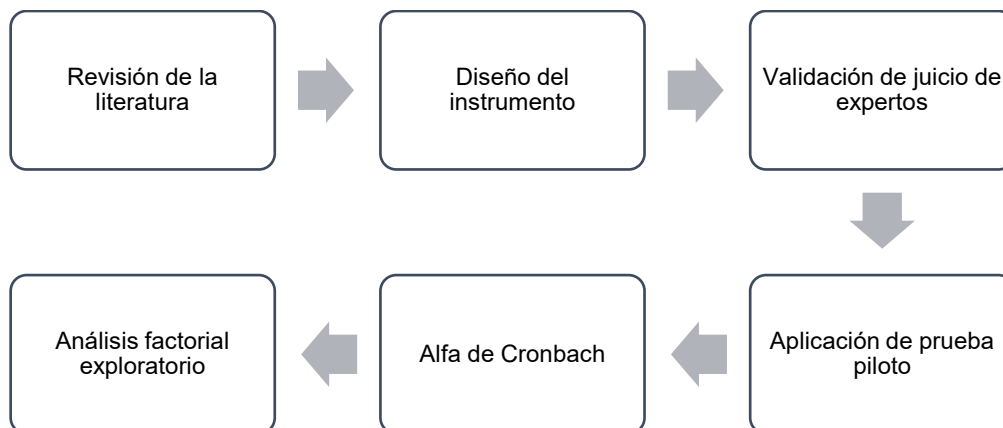 Revisión de la
literatura
Diseño del
instrumento
Validación de juicio de
expertos
Aplicación de prueba
piloto
Alfa de Cronbach
Análisis factorial
exploratorio